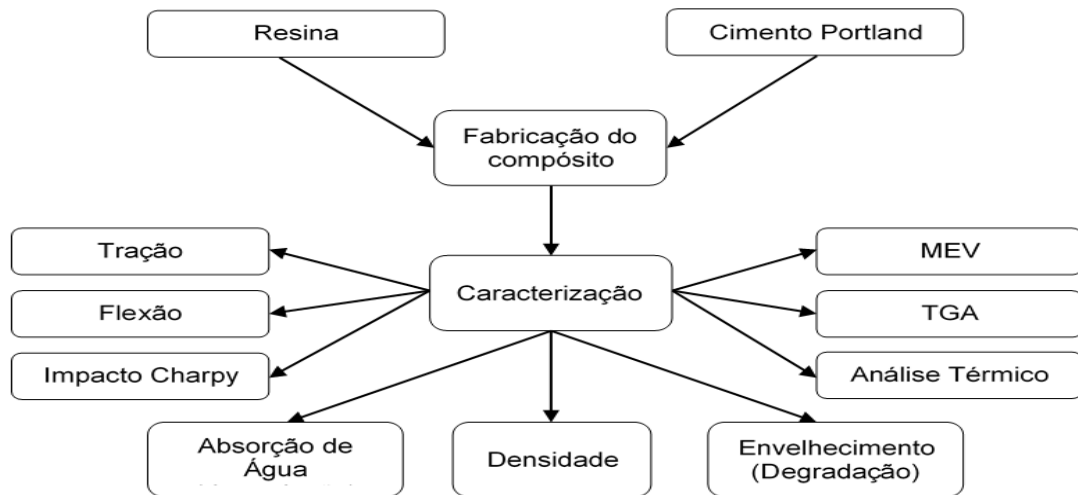 Resina
Cimento Portland
Fabricação do
compósito
Tração
MEV
Caracterização
Flexão
TGA
Impacto Charpy
Análise Térmico
Absorção de
Água
Densidade
Envelhecimento
(Degradação)